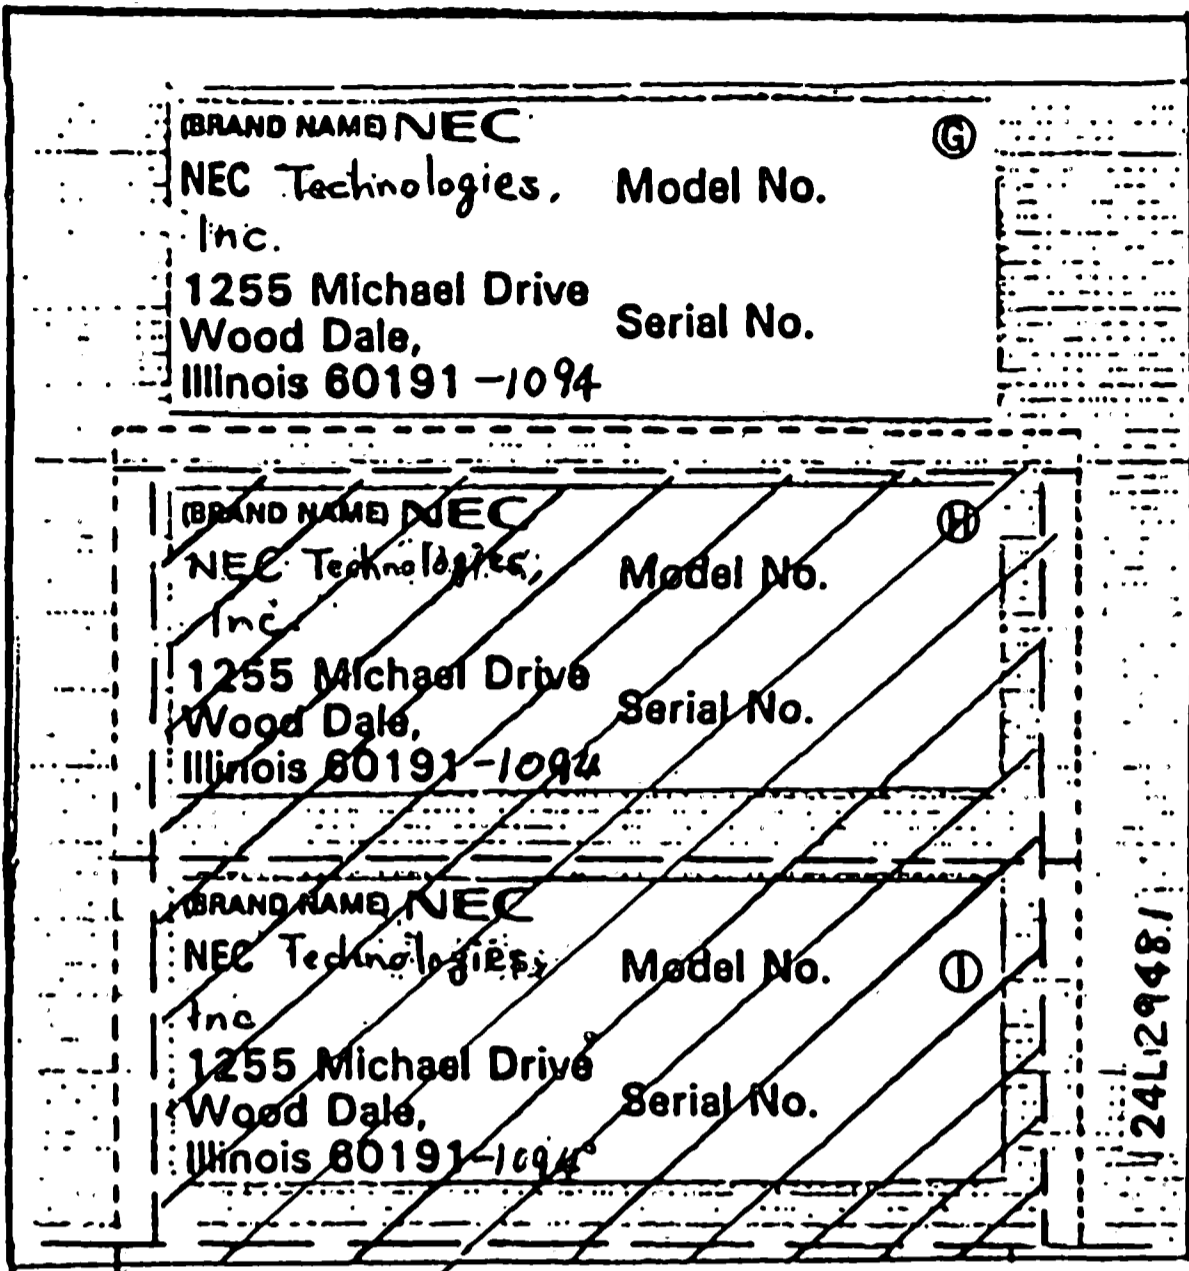 (BRAND NAME) NEC
G
NEC Technologies,
Inc.
Model No.
1255 Michael Drive
Wood Dale,
Illinois 60191-1094
Serial No.
(BRAND NAME) NEC
H
NEC Technologies,
Inc.
Model No.
1255 Michael Drive
Wood Dale,
Illinois 60191-1094
Serial No.
(BRAND NAME) NEC
NEC Technologies,
Inc
Model No.
I
1255 Michael Drive
Wood Dale,
Illinois 60191-1094
Serial No.